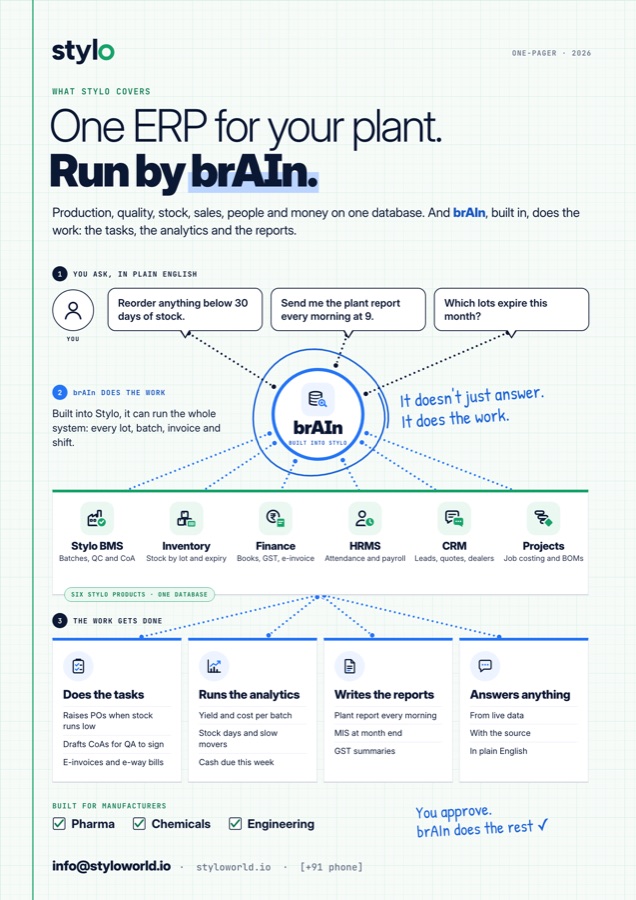 stylo
ONE-PAGER · 2026
WHAT STYLO COVERS
One ERP for your plant.
Run by brAIn.
Production, quality, stock, sales, people and money on one database. And brAIn, built in, does the
work: the tasks, the analytics and the reports.
1 YOU ASK, IN PLAIN ENGLISH
YOU
Reorder anything below 30
days of stock.
Send me the plant report
every morning at 9.
Which lots expire this
month?
2 brAIn DOES THE WORK
Built into Stylo, it can run the whole
system: every lot, batch, invoice and
shift.
brAIn
BUILT INTO STYLO
It doesn't just answer.
It does the work.
Stylo BMS
Batches, QC and CoA
Inventory
Stock by lot and expiry
Finance
Books, GST, e-invoice
HRMS
Attendance and payroll
CRM
Leads, quotes, dealers
Projects
Job costing and BOMs
SIX STYLO PRODUCTS · ONE DATABASE
3 THE WORK GETS DONE
Does the tasks
Raises POs when stock
runs low
Drafts CoAs for QA to sign
E-invoices and e-way bills
Runs the analytics
Yield and cost per batch
Stock days and slow
movers
Cash due this week
Writes the reports
Plant report every morning
MIS at month end
GST summaries
Answers anything
From live data
With the source
In plain English
BUILT FOR MANUFACTURERS
Pharma
Chemicals
Engineering
You approve.
brAIn does the rest ✓
info@styloworld.io · styloworld.io · [+91 phone]